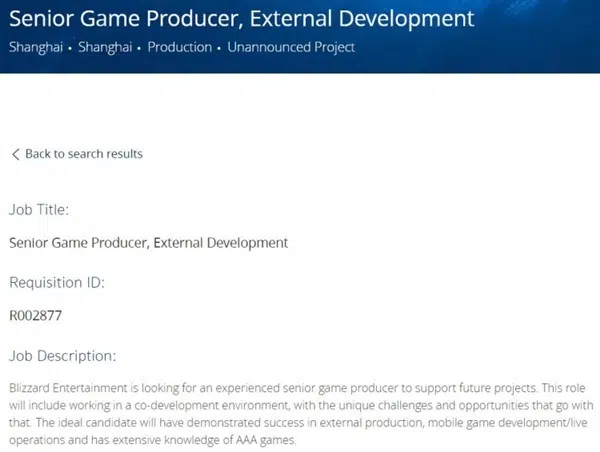 Senior Game Producer, External Development
Shanghai • Shanghai • Production • Unannounced Project
Back to search results
Job Title:
Senior Game Producer, External Development
Requisition ID:
R002877
Job Description:
Blizzard Entertainment is looking for an experienced senior game producer to support future projects. This role
will include working in a co-development environment, with the unique challenges and opportunities that go with
that. The ideal candidate will have demonstrated success in external production, mobile game development/live
operations and has extensive knowledge of AAA games.